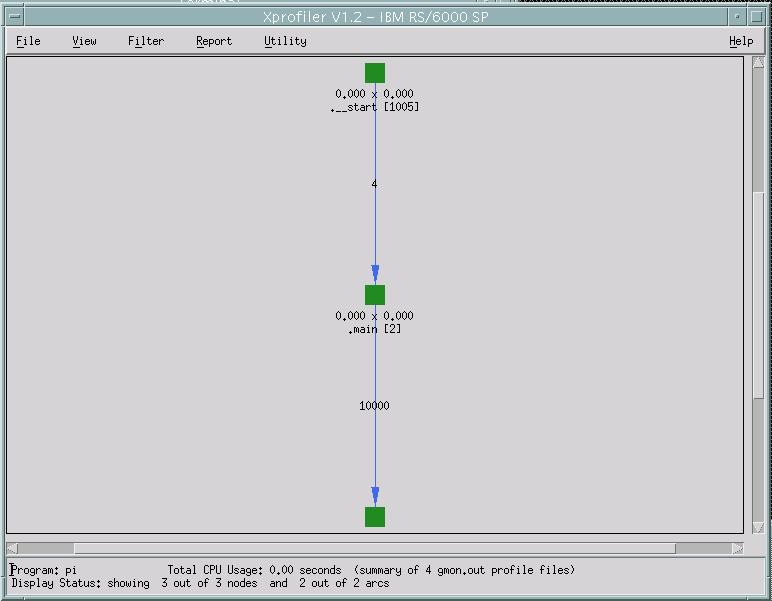 Xprofiler V1.2 – IBM RS/6000 SP
File View Filter Report Utility Help
0.000 x 0.000
.__start [1005]
4
0.000 x 0.000
.main [2]
10000
Program: pi Total CPU Usage: 0.00 seconds (summary of 4 gmon.out profile files)
Display Status: showing 3 out of 3 nodes and 2 out of 2 arcs